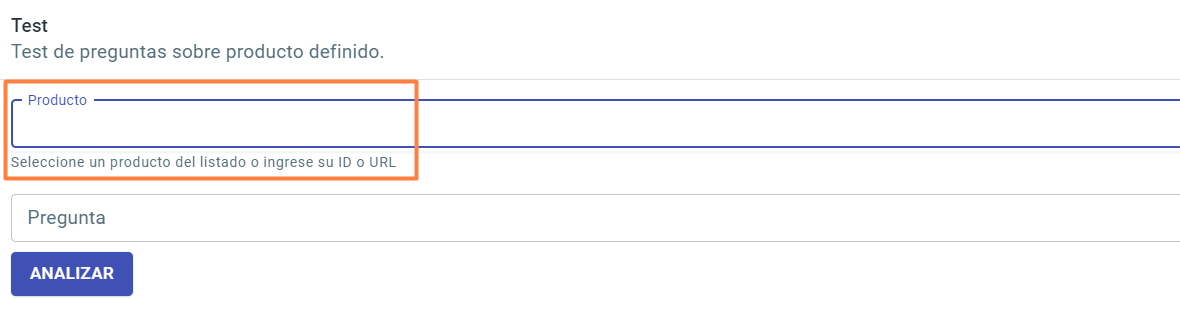 Test
Test de preguntas sobre producto definido.
Producto
Seleccione un producto del listado o ingrese su ID o URL
Pregunta
ANALIZAR